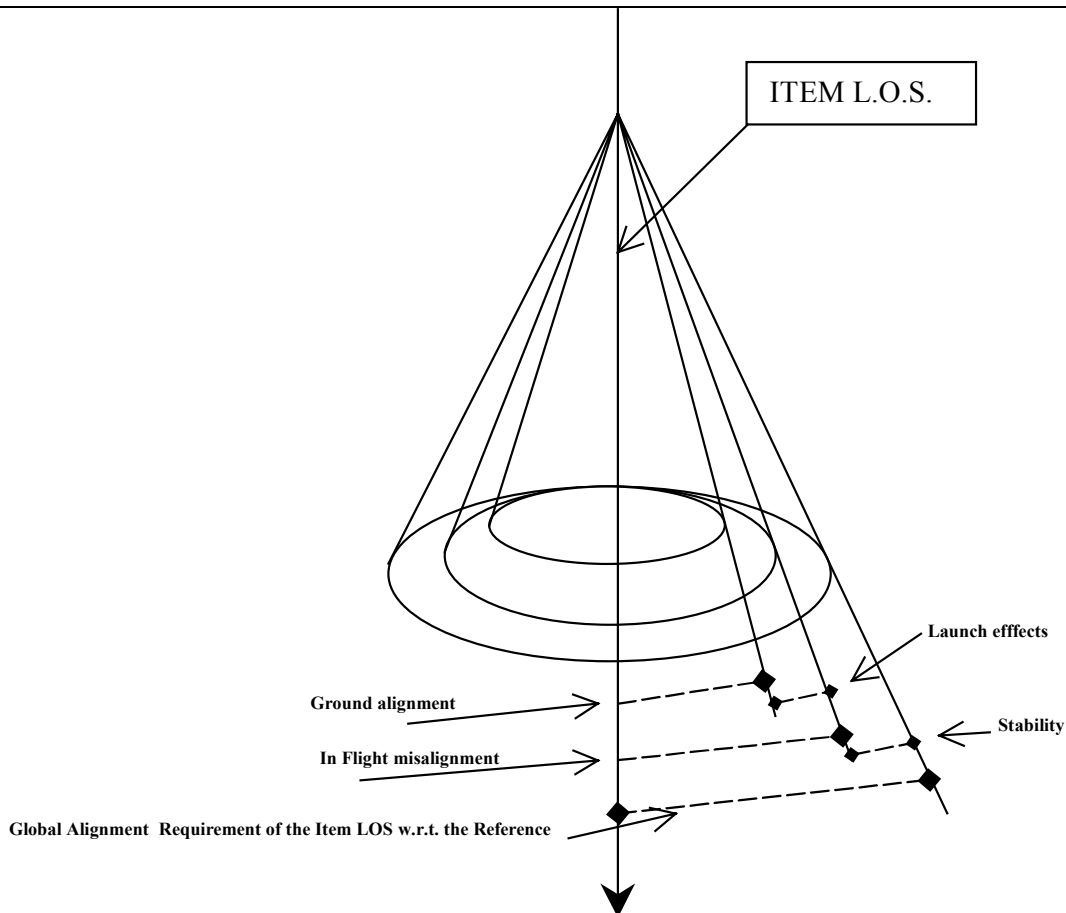 ITEM L.O.S.
Launch efffects
Ground alignment
Stability
In Flight misalignment
Global Alignment Requirement of the Item LOS w.r.t. the Reference